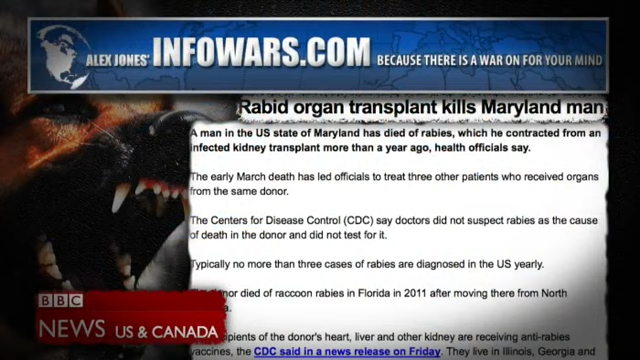 ALEX JONES' INFOWARS.COM BECAUSE THERE IS A WAR ON FOR YOUR MIND
Rabid organ transplant kills Maryland man
A man in the US state of Maryland has died of rabies, which he contracted from an
infected kidney transplant more than a year ago, health officials say.
The early March death has led officials to treat three other patients who received organs
from the same donor.
The Centers for Disease Control (CDC) say doctors did not suspect rabies as the cause
of death in the donor and did not test for it.
Typically no more than three cases of rabies are diagnosed in the US yearly.
donor died of raccoon rabies in Florida in 2011 after moving there from North
of the donor's heart, liver and other kidney are receiving anti-rabies
vaccines, the CDC said in a news release on Friday. They live in Illinois, Georgia and
BBC
NEWS US & CANADA